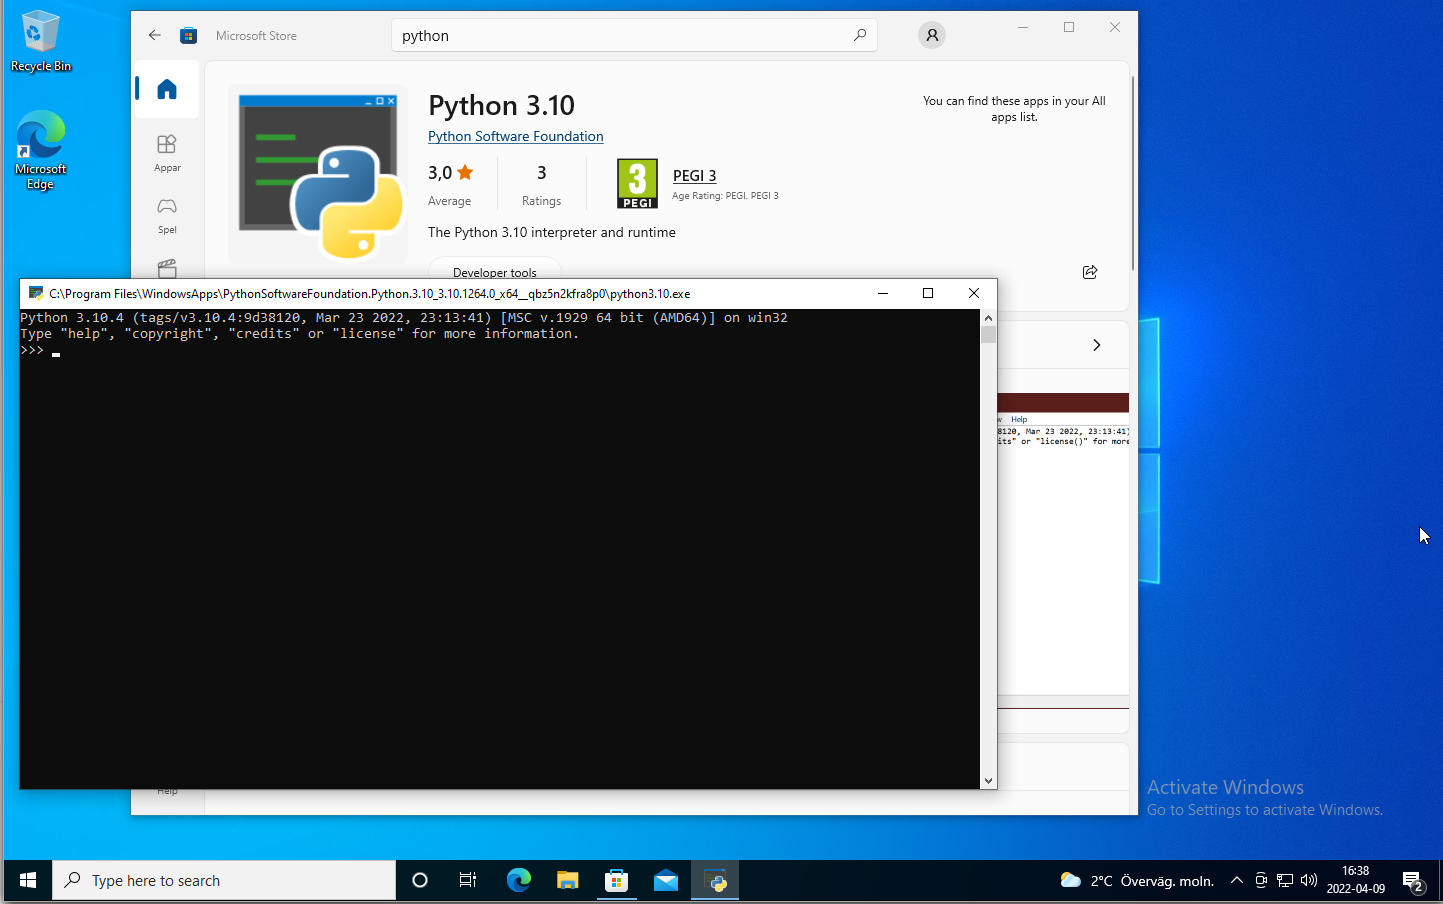 Recycle Bin
Microsoft
Edge
Microsoft Store
python
Appar
Spel
Help
Python 3.10
Python Software Foundation
3,0
Average
3
Ratings
3
PEGI
PEGI 3
Age Rating: PEGI. PEGI 3
The Python 3.10 interpreter and runtime
Developer tools
You can find these apps in your All
apps list.
C:\Program Files\WindowsApps\PythonSoftwareFoundation.Python.3.10_3.10.1264.0_x64__qbz5n2kfra8p0\python3.10.exe
Python 3.10.4 (tags/v3.10.4:9d38120, Mar 23 2022, 23:13:41) [MSC v.1929 64 bit (AMD64)] on win32
Type "help", "copyright", "credits" or "license" for more information.
>>>
w Help
8120, Mar 23 2022, 23:13:41)
its" or "license()" for more
Activate Windows
Go to Settings to activate Windows.
Type here to search
2°C Överväg. moln.
16:38
2022-04-09
2